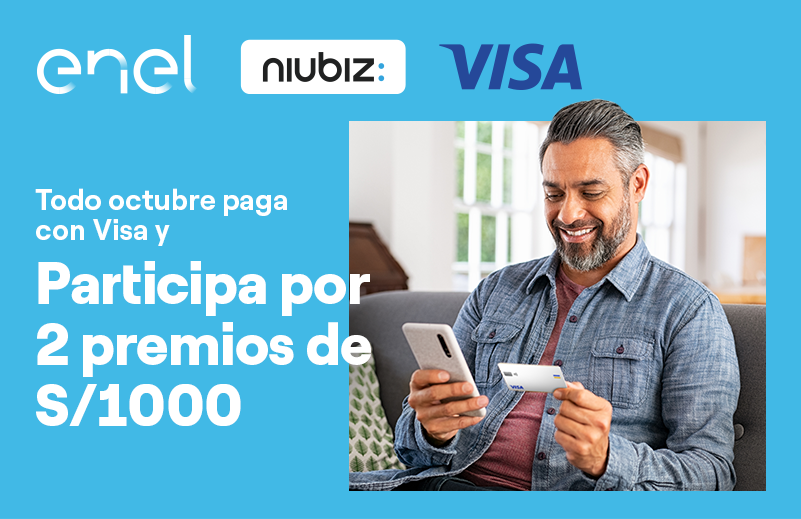 enel
niubiz:
VISA
Todo octubre paga
con Visa y
Participa por
2 premios de
S/1000
VISA